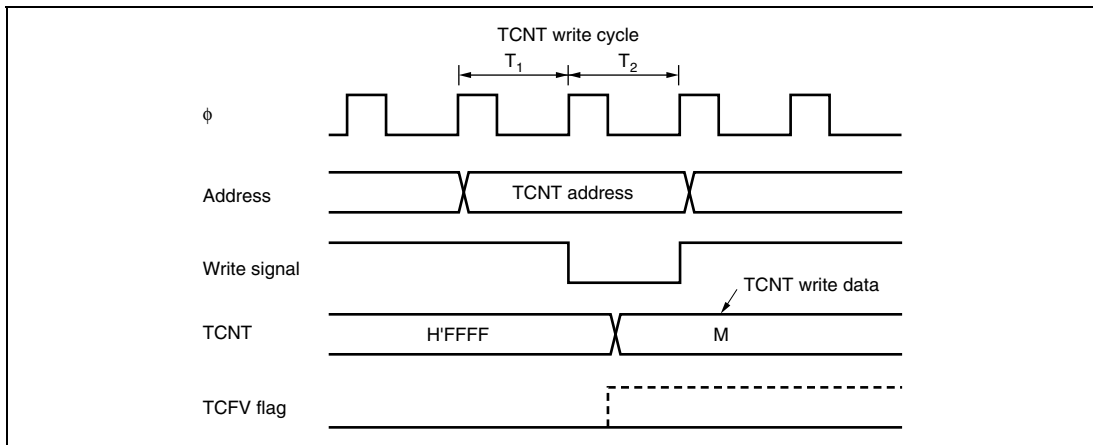 TCNT write cycle
T1 T2
ϕ
Address TCNT address
Write signal
TCNT write data
TCNT H'FFFF M
TCFV flag